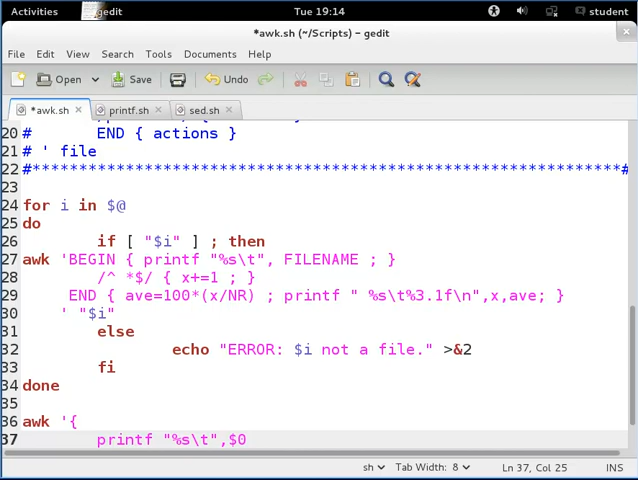 Activities gedit Tue 19:14 student
*awk.sh (~/Scripts) - gedit
File Edit View Search Tools Documents Help
Open Save Undo
*awk.sh printf.sh sed.sh
20 # END { actions }
21 # ' file
22 #****************************************************************#
23
24 for i in $@
25 do
26 if [ "$i" ] ; then
27 awk 'BEGIN { printf "%s\t", FILENAME ; }
28 /^ *$/ { x+=1 ; }
29 END { ave=100*(x/NR) ; printf " %s\t%3.1f\n",x,ave; }
30 ' "$i"
31 else
32 echo "ERROR: $i not a file." >&2
33 fi
34 done
35
36 awk '{
37 printf "%s\t",$0
sh Tab Width: 8 Ln 37, Col 25 INS